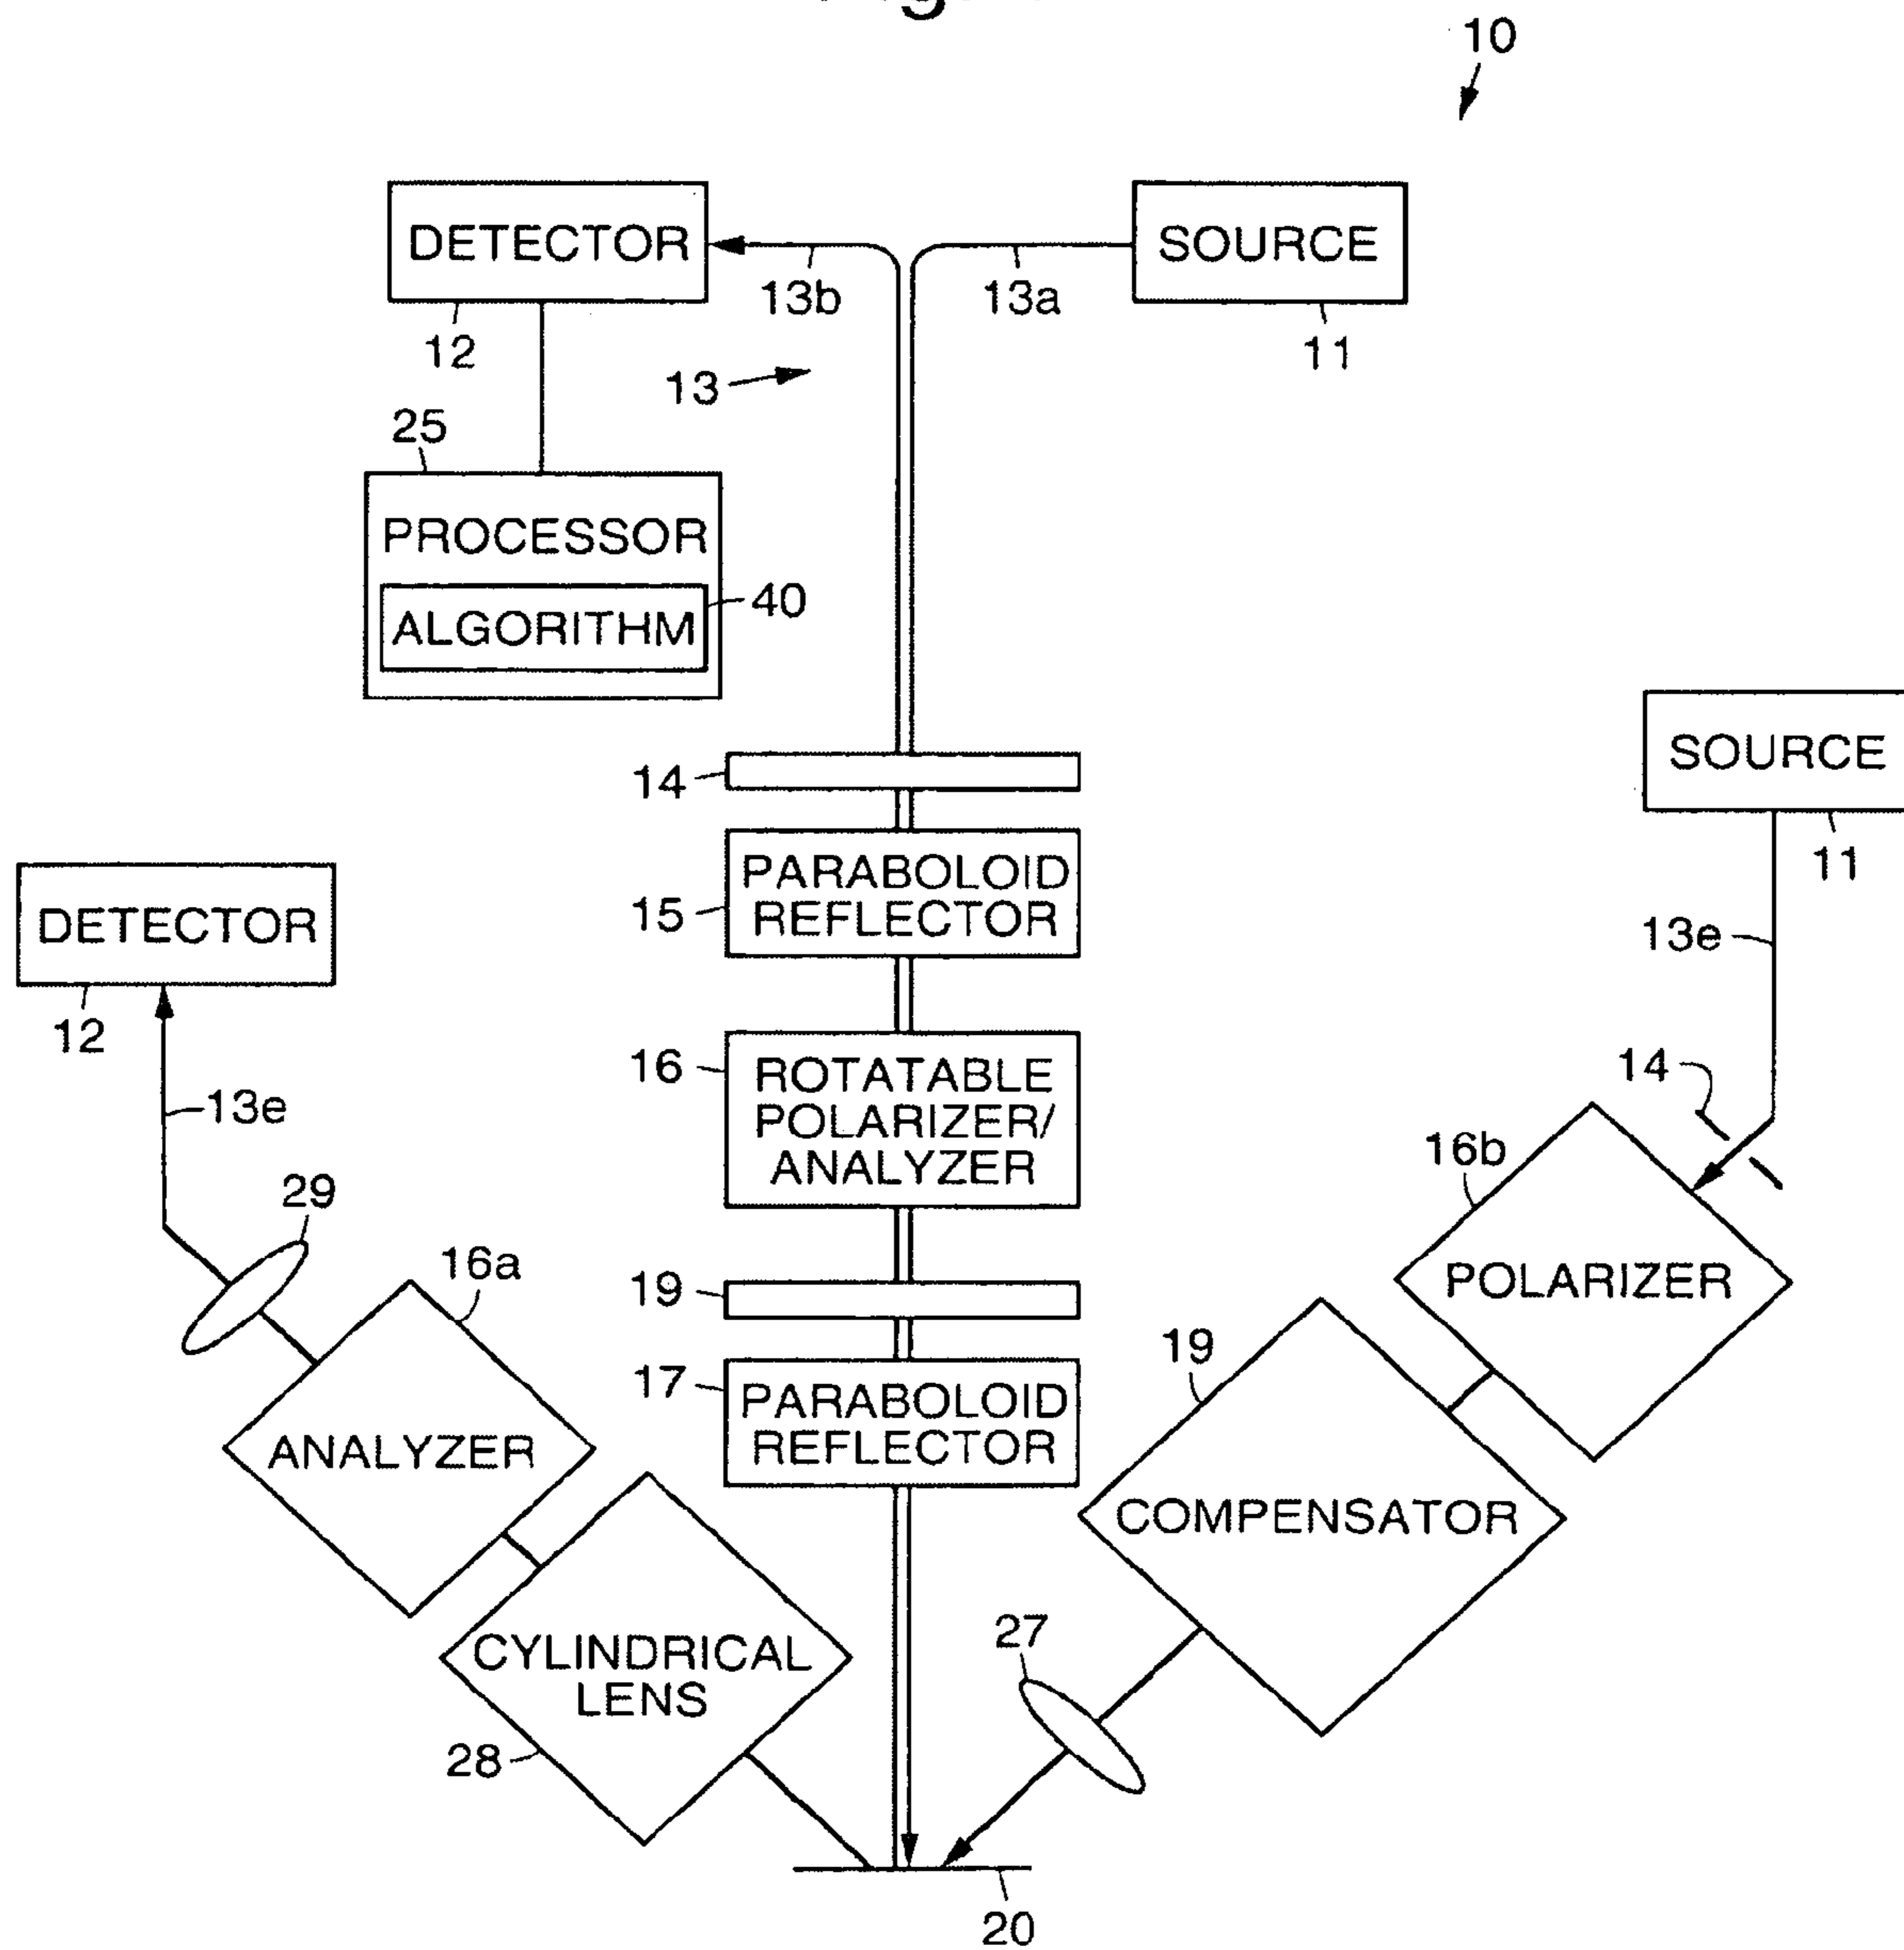 10
DETECTOR
SOURCE
13b
13a
12
11
13
25
PROCESSOR
ALGORITHM
40
SOURCE
14
11
PARABOLOID
REFLECTOR
15
DETECTOR
13e
12
16
ROTATABLE
POLARIZER/
ANALYZER
13e
14
16b
29
16a
POLARIZER
19
19
17
PARABOLOID
REFLECTOR
ANALYZER
COMPENSATOR
27
CYLINDRICAL
LENS
28
20